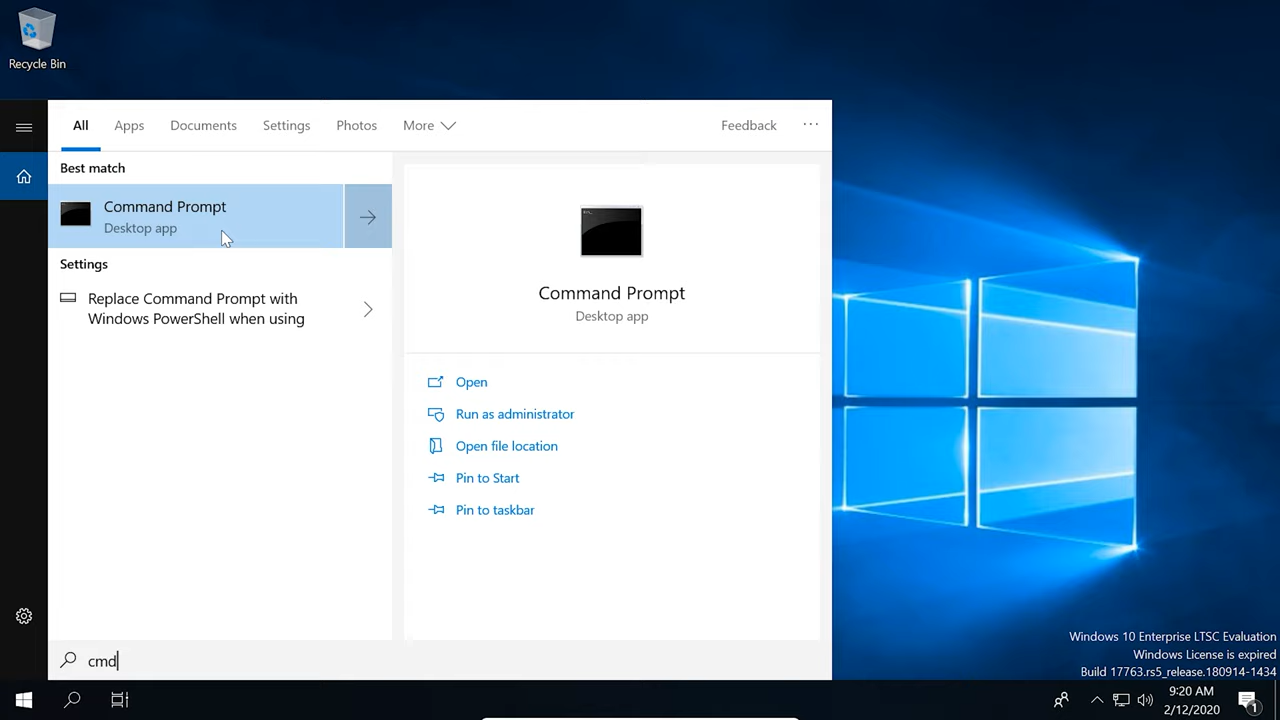 Recycle Bin
All
Apps
Documents
Settings
Photos
More
Feedback
Best match
Command Prompt
Desktop app
Settings
Replace Command Prompt with
Windows PowerShell when using
Command Prompt
Desktop app
Open
Run as administrator
Open file location
Pin to Start
Pin to taskbar
cmd
Windows 10 Enterprise LTSC Evaluation
Windows License is expired
Build 17763.rs5_release.180914-1434
9:20 AM
2/12/2020
1